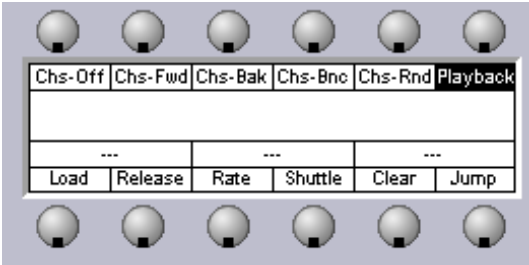 Chs-Off Chs-Fwd Chs-Bak Chs-Bnc Chs-Rnd Playback
--- --- ---
Load Release Rate Shuttle Clear Jump